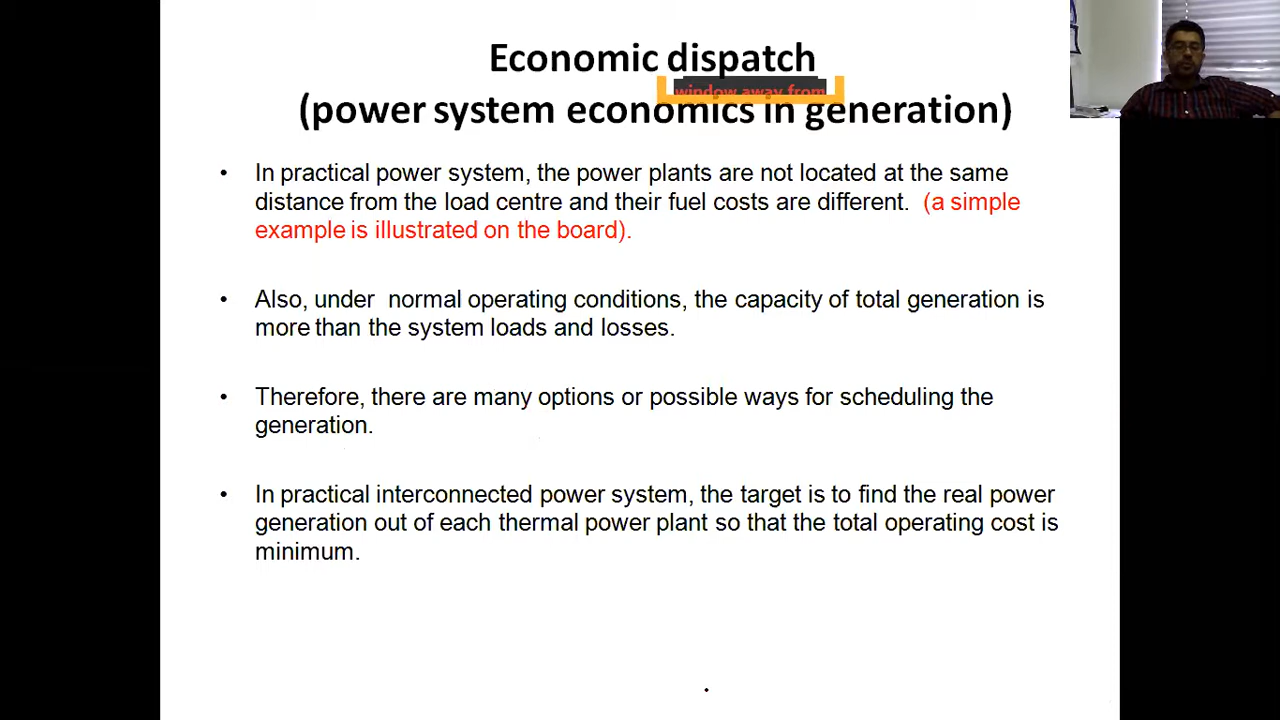 Economic dispatch
window away from
(power system economics in generation)
• In practical power system, the power plants are not located at the same
distance from the load centre and their fuel costs are different. (a simple
example is illustrated on the board).
• Also, under normal operating conditions, the capacity of total generation is
more than the system loads and losses.
• Therefore, there are many options or possible ways for scheduling the
generation.
• In practical interconnected power system, the target is to find the real power
generation out of each thermal power plant so that the total operating cost is
minimum.